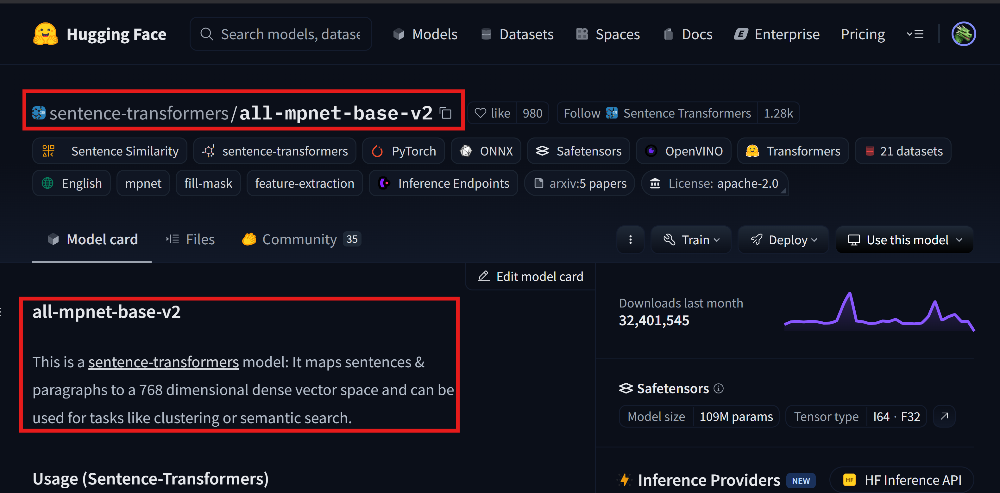 Hugging Face
Search models, datase
Models
Datasets
Spaces
Docs
Enterprise
Pricing
sentence-transformers/all-mpnet-base-v2
like 980
Follow Sentence Transformers 1.28k
Sentence Similarity
sentence-transformers
PyTorch
ONNX
Safetensors
OpenVINO
Transformers
21 datasets
English
mpnet
fill-mask
feature-extraction
Inference Endpoints
arxiv:5 papers
License: apache-2.0
Model card
Files
Community 35
Train
Deploy
Use this model
Edit model card
all-mpnet-base-v2
This is a sentence-transformers model: It maps sentences &
paragraphs to a 768 dimensional dense vector space and can be
used for tasks like clustering or semantic search.
Usage (Sentence-Transformers)
Downloads last month
32,401,545
Safetensors
Model size 109M params
Tensor type I64 · F32
Inference Providers NEW
HF HF Inference API